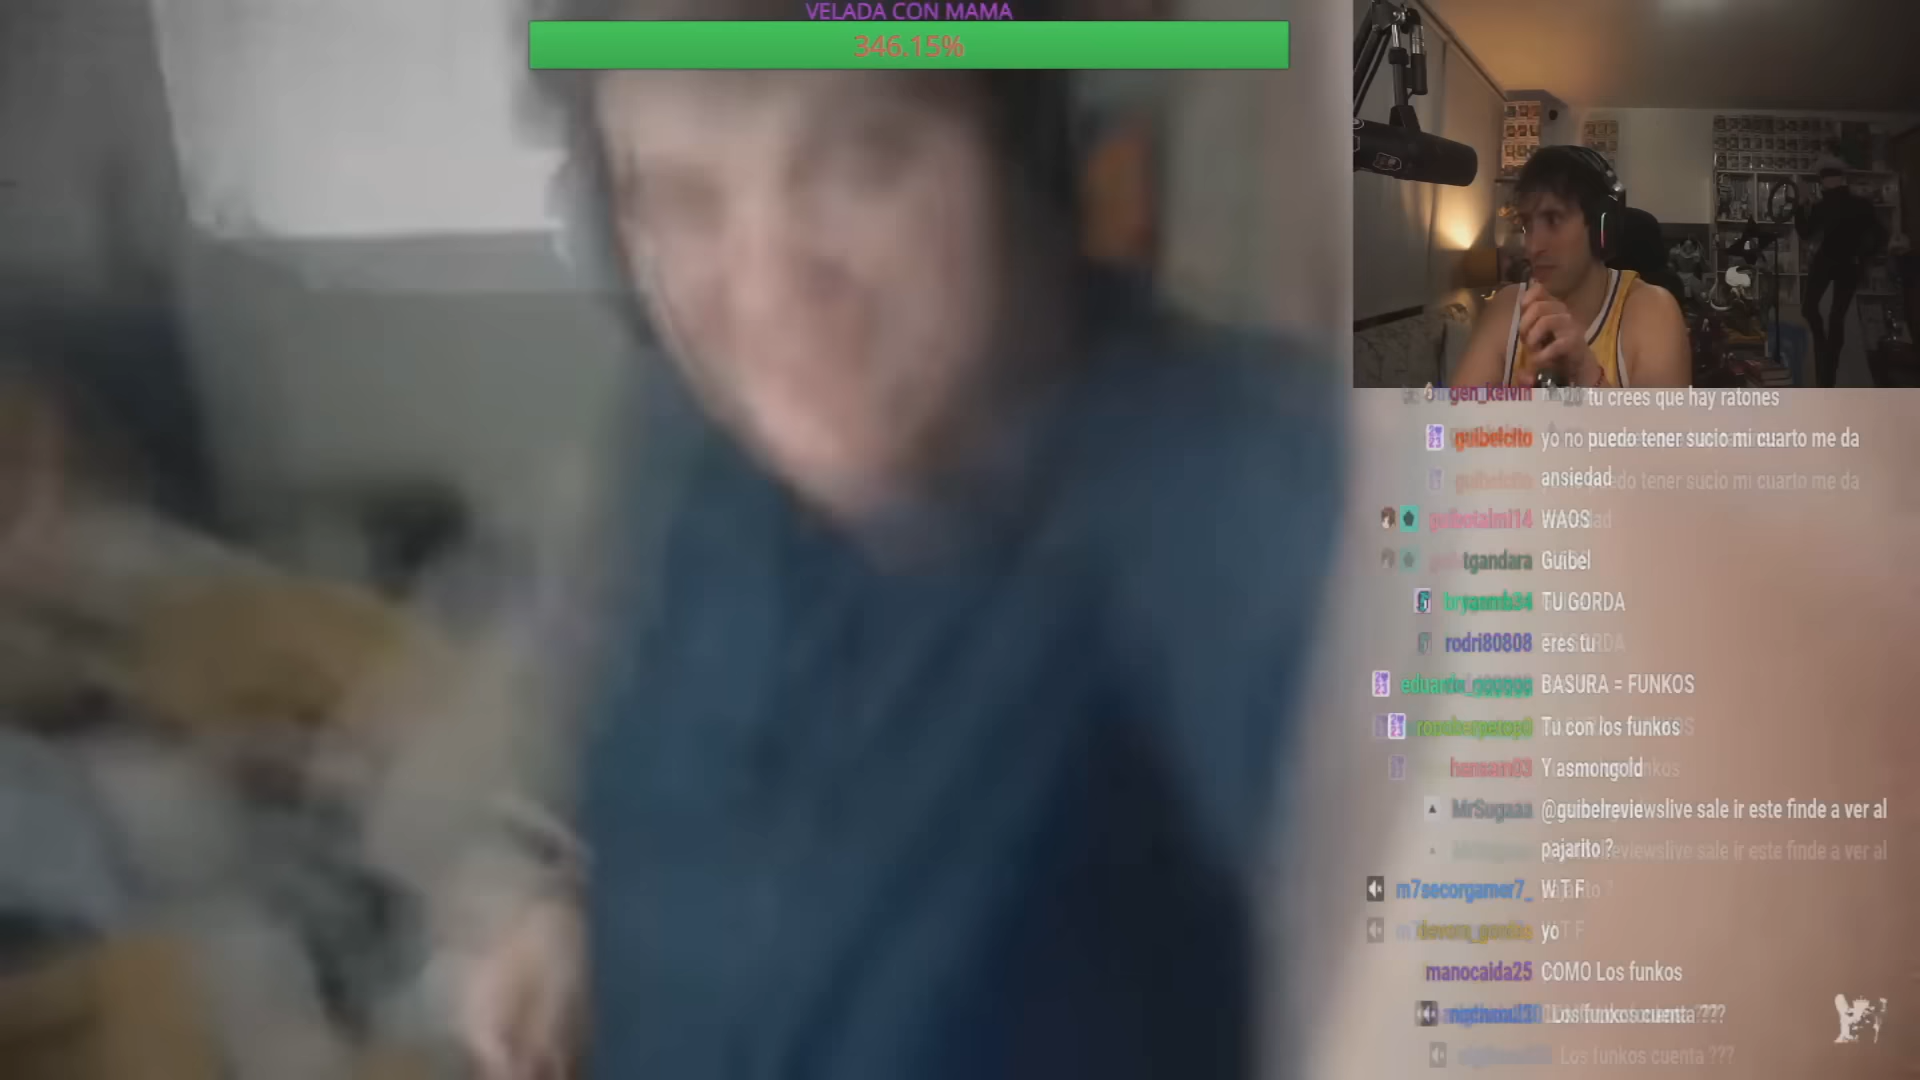 VELADA CON MAMA
346.15%
gen_kelvin tu crees que hay ratones
guibelcito yo no puedo tener sucio mi cuarto me da
ansiedad
WAOS
tgandara Guibel
TU GORDA
rodri80808 eres tu
BASURA = FUNKOS
Tu con los funkos
Y asmongold
MrSugaaa @guibelreviewslive sale ir este finde a ver al
pajarito ?
m7secorgamer7_ W T F
yo
manocaida25 COMO Los funkos
Los funkos cuenta ???